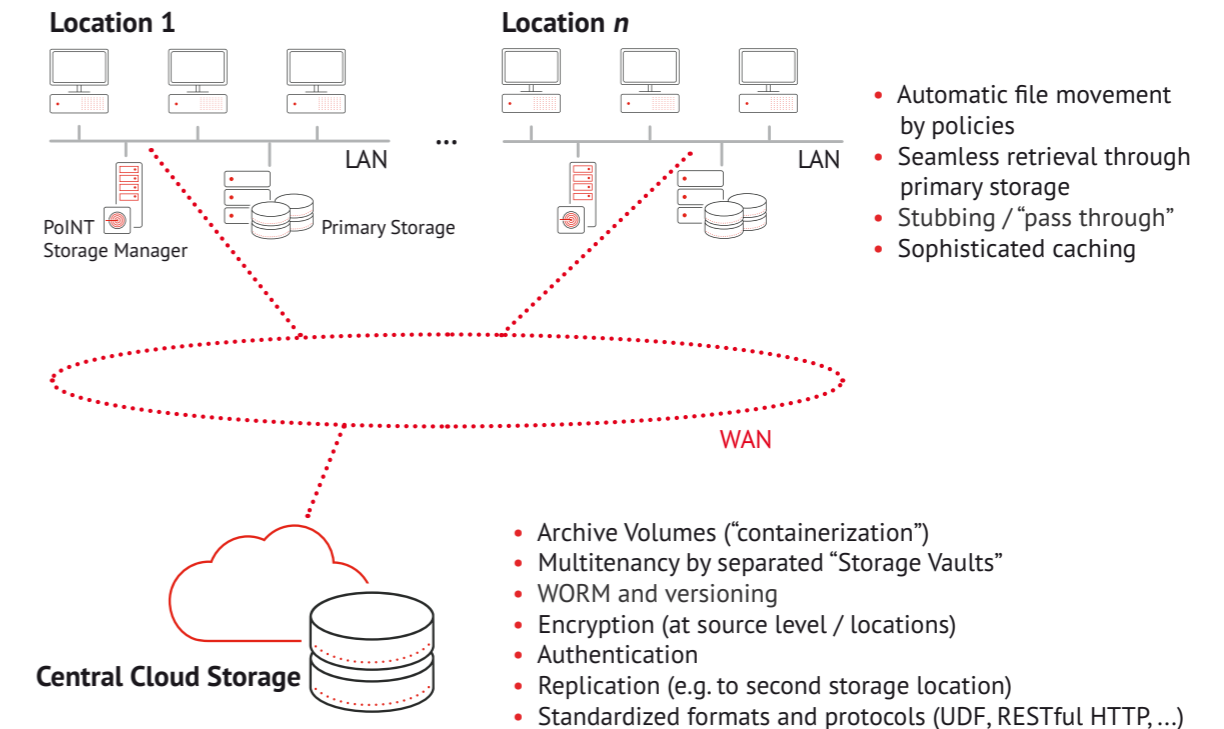 Location 1
Location n
...
LAN
LAN
PoINT
Storage Manager
Primary Storage
• Automatic file movement
by policies
• Seamless retrieval through
primary storage
• Stubbing / “pass through”
• Sophisticated caching
WAN
Central Cloud Storage
• Archive Volumes (“containerization”)
• Multitenancy by separated “Storage Vaults”
• WORM and versioning
• Encryption (at source level / locations)
• Authentication
• Replication (e.g. to second storage location)
• Standardized formats and protocols (UDF, RESTful HTTP, ...)